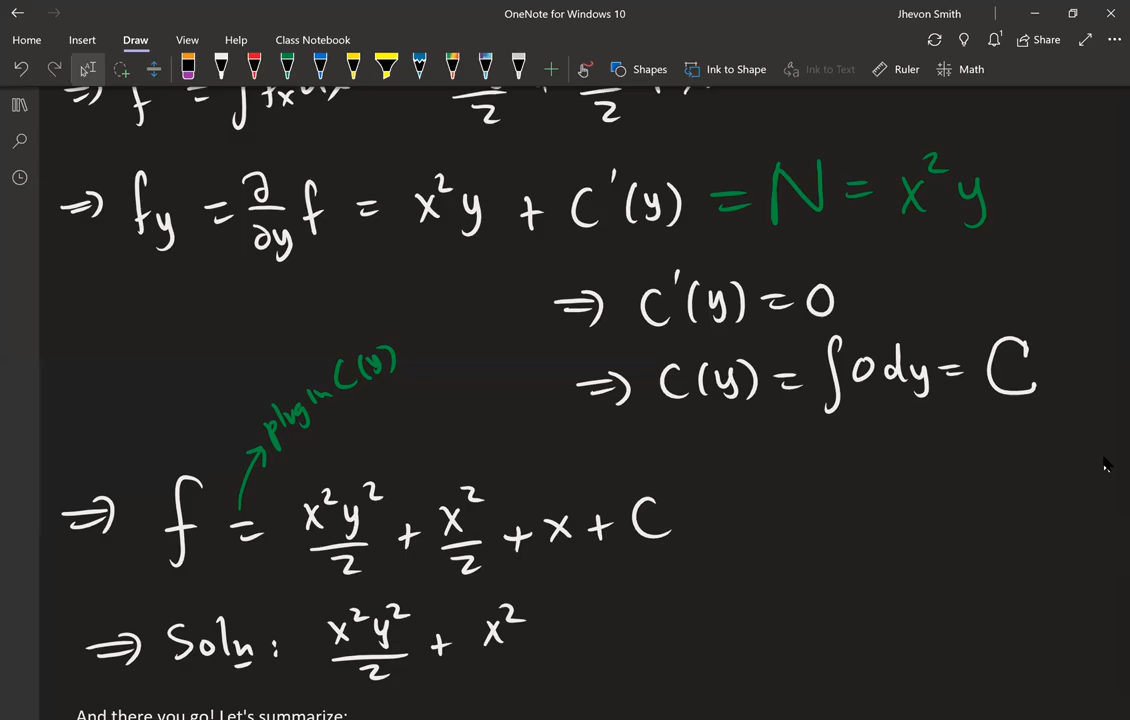 OneNote for Windows 10
Jhevon Smith
Home Insert Draw View Help Class Notebook
Share
Shapes Ink to Shape Ink to Text Ruler Math
⇒ f = ∫ fx dx
⇒ f_y = ∂/∂y f = x²y + C'(y) = N = x²y
⇒ C'(y) = 0
⇒ C(y) = ∫ 0 dy = C
plug in C(y)
⇒ f = x²y²/2 + x²/2 + x + C
⇒ Soln: x²y²/2 + x²
And there you go! Let's summarize: